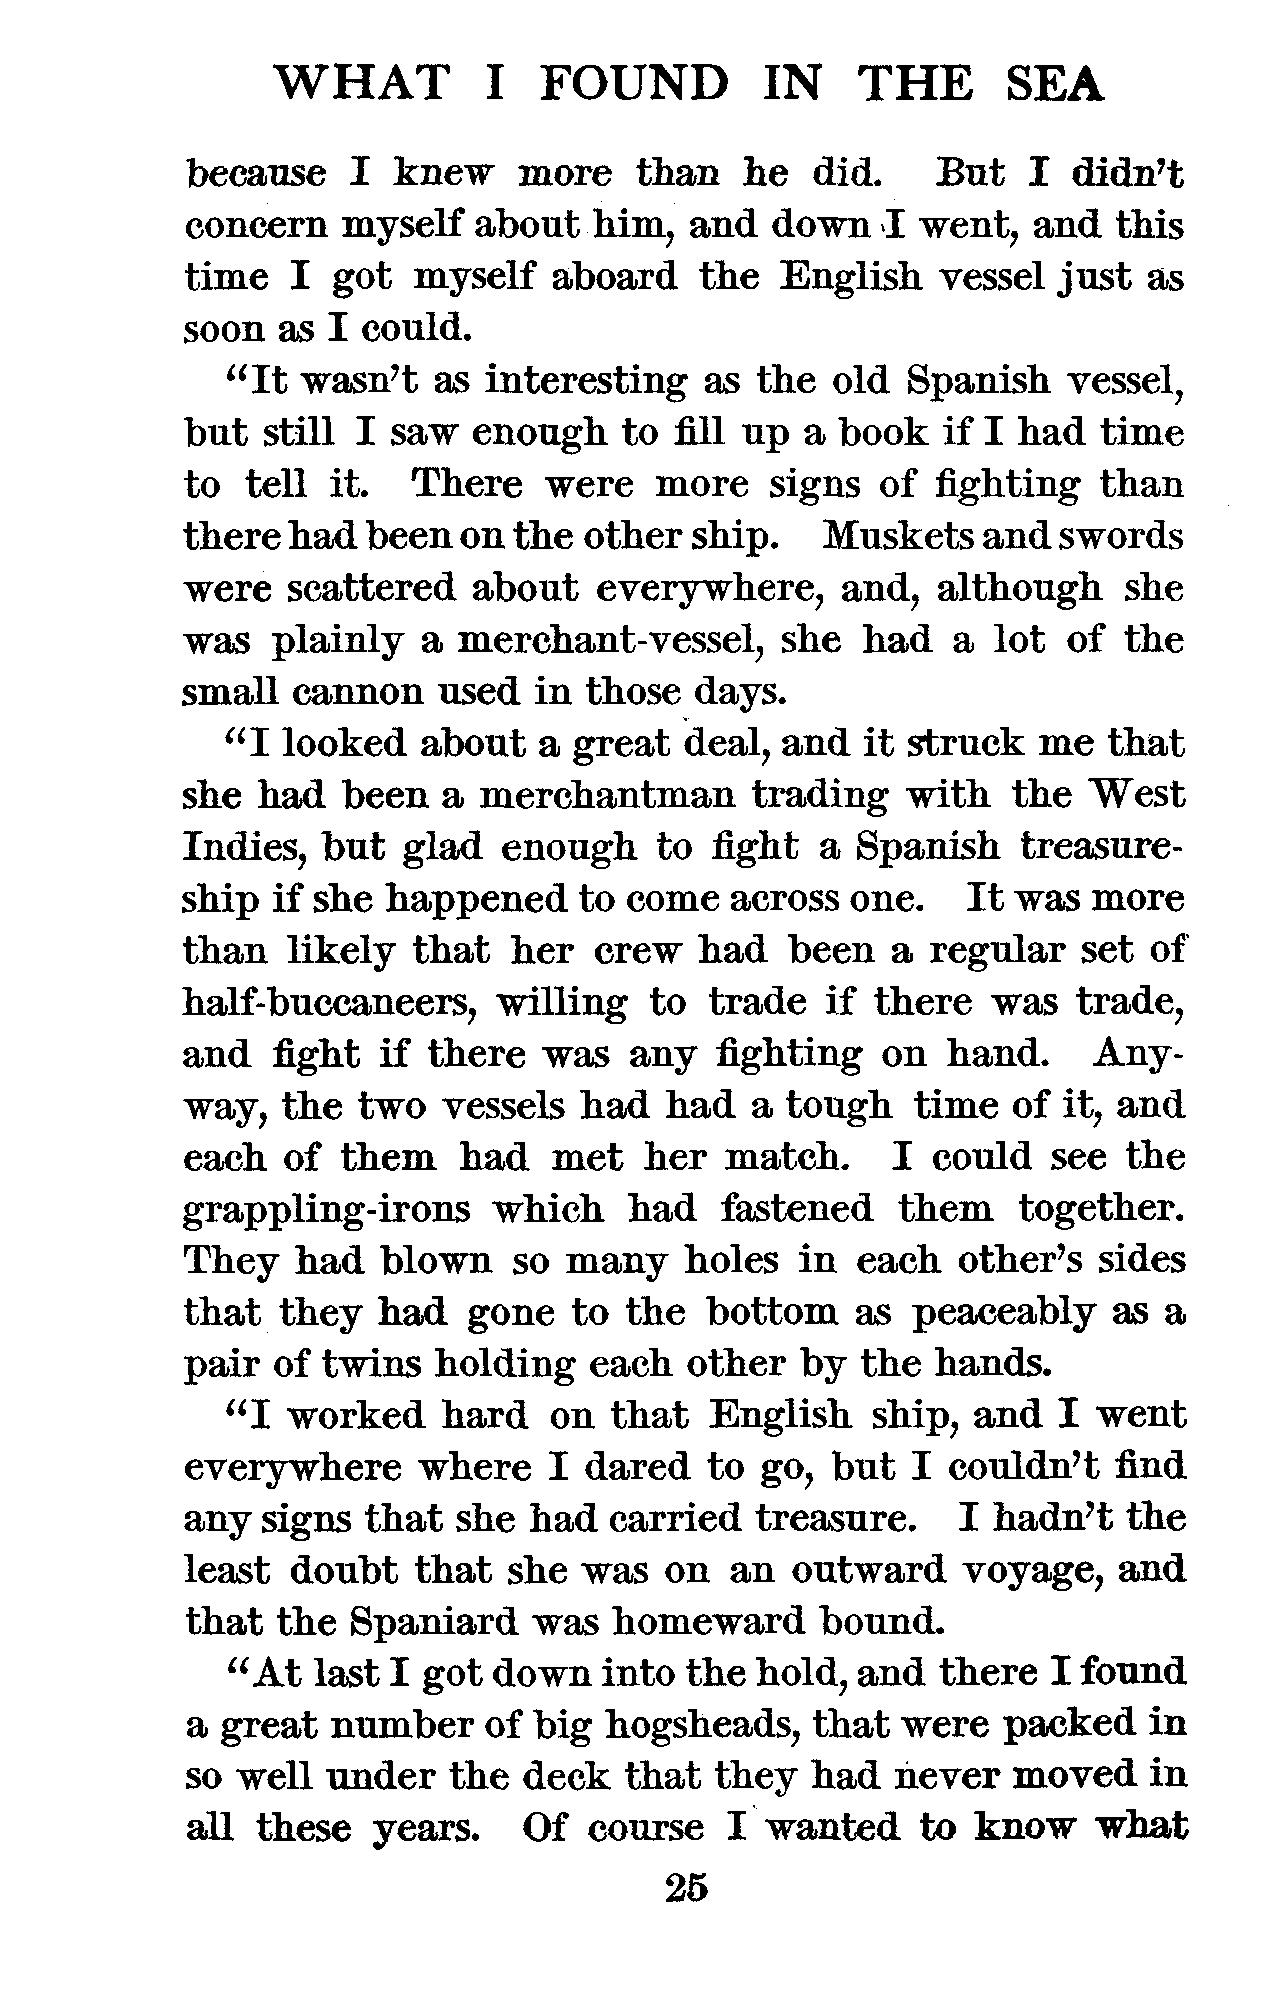 WHAT I FOUND IN THE SEA
because I knew more than he did. But I didn't
concern myself about him, and down I went, and this
time I got myself aboard the English vessel just as
soon as I could.
"It wasn't as interesting as the old Spanish vessel,
but still I saw enough to fill up a book if I had time
to tell it. There were more signs of fighting than
there had been on the other ship. Muskets and swords
were scattered about everywhere, and, although she
was plainly a merchant-vessel, she had a lot of the
small cannon used in those days.
"I looked about a great deal, and it struck me that
she had been a merchantman trading with the West
Indies, but glad enough to fight a Spanish treasure-
ship if she happened to come across one. It was more
than likely that her crew had been a regular set of
half-buccaneers, willing to trade if there was trade,
and fight if there was any fighting on hand. Any-
way, the two vessels had had a tough time of it, and
each of them had met her match. I could see the
grappling-irons which had fastened them together.
They had blown so many holes in each other's sides
that they had gone to the bottom as peaceably as a
pair of twins holding each other by the hands.
"I worked hard on that English ship, and I went
everywhere where I dared to go, but I couldn't find
any signs that she had carried treasure. I hadn't the
least doubt that she was on an outward voyage, and
that the Spaniard was homeward bound.
"At last I got down into the hold, and there I found
a great number of big hogsheads, that were packed in
so well under the deck that they had never moved in
all these years. Of course I wanted to know what
25